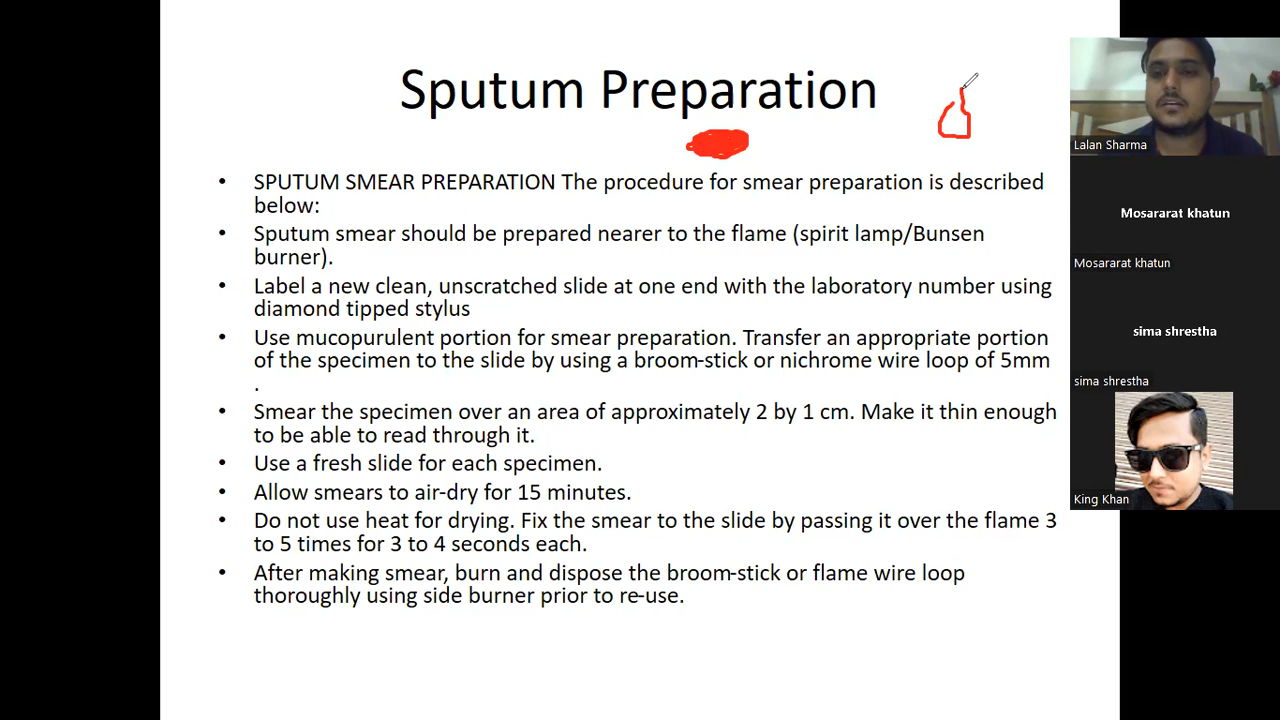 Sputum Preparation
• SPUTUM SMEAR PREPARATION The procedure for smear preparation is described
below:
• Sputum smear should be prepared nearer to the flame (spirit lamp/Bunsen
burner).
• Label a new clean, unscratched slide at one end with the laboratory number using
diamond tipped stylus
• Use mucopurulent portion for smear preparation. Transfer an appropriate portion
of the specimen to the slide by using a broom-stick or nichrome wire loop of 5mm
.
• Smear the specimen over an area of approximately 2 by 1 cm. Make it thin enough
to be able to read through it.
• Use a fresh slide for each specimen.
• Allow smears to air-dry for 15 minutes.
• Do not use heat for drying. Fix the smear to the slide by passing it over the flame 3
to 5 times for 3 to 4 seconds each.
• After making smear, burn and dispose the broom-stick or flame wire loop
thoroughly using side burner prior to re-use.
Lalan Sharma
Mosararat khatun
Mosararat khatun
sima shrestha
sima shrestha
King Khan